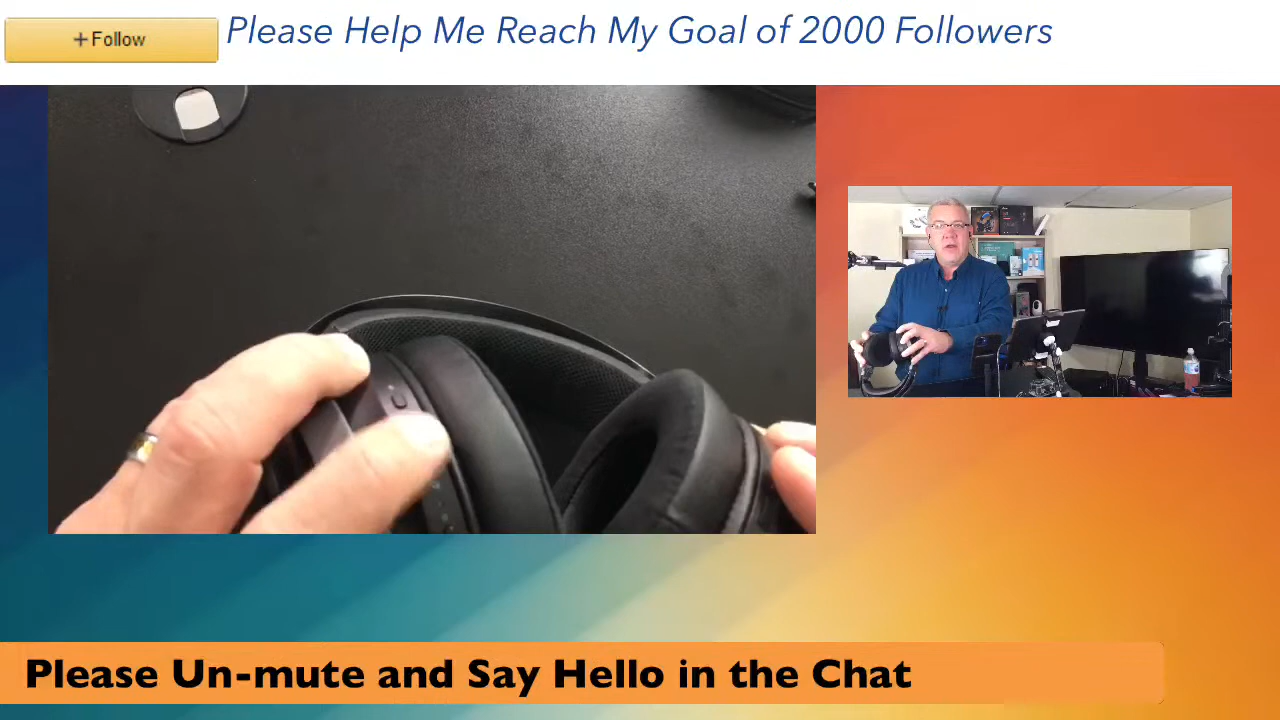 +Follow
Please Help Me Reach My Goal of 2000 Followers
Please Un-mute and Say Hello in the Chat